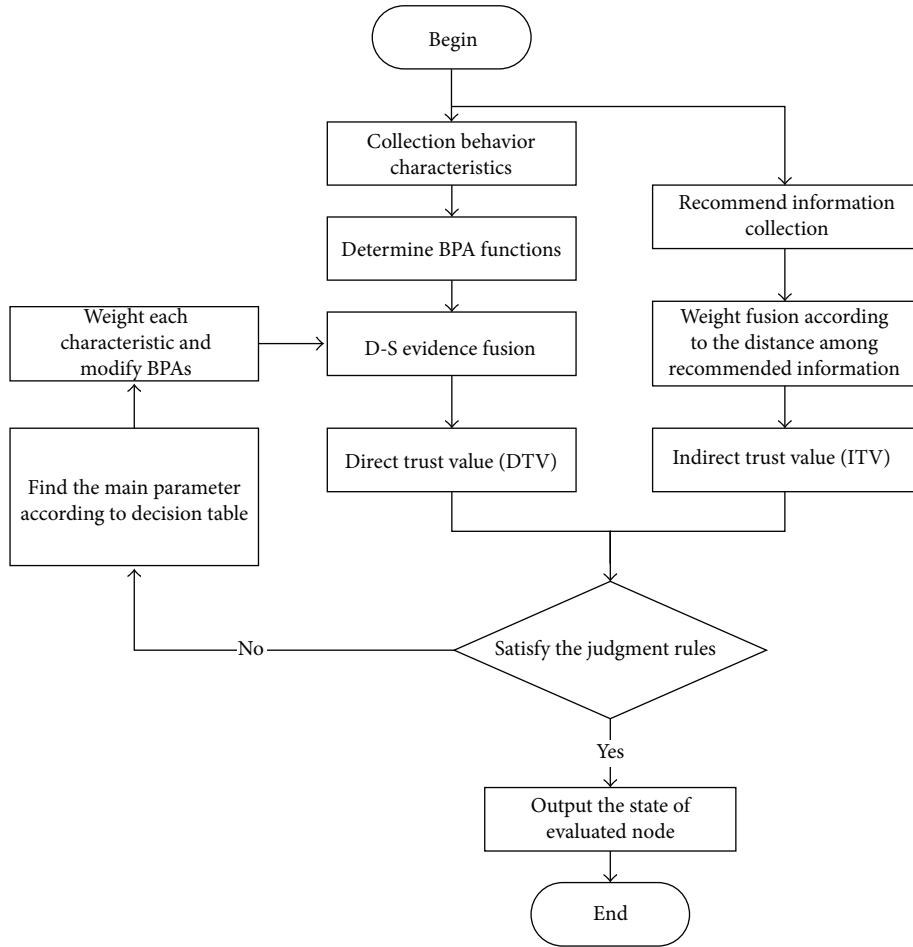 Begin
Collection behavior
characteristics
Recommend information
collection
Determine BPA functions
Weight each
characteristic and
modify BPAs
D-S evidence fusion
Weight fusion according
to the distance among
recommended information
Find the main parameter
according to decision table
Direct trust value (DTV)
Indirect trust value (ITV)
Satisfy the judgment rules
No
Yes
Output the state of
evaluated node
End